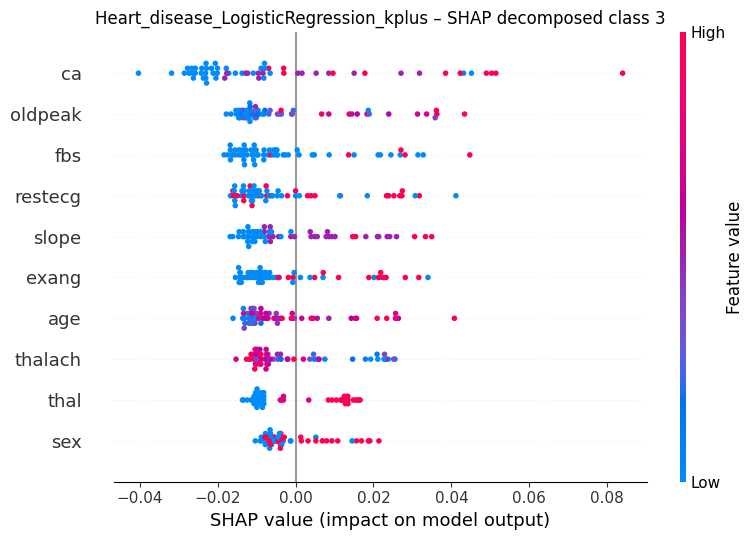 Heart_disease_LogisticRegression_kplus – SHAP decomposed class 3
High
ca
oldpeak
fbs
restecg
slope
exang
age
thalach
thal
sex
Feature value
Low
−0.04 −0.02 0.00 0.02 0.04 0.06 0.08
SHAP value (impact on model output)